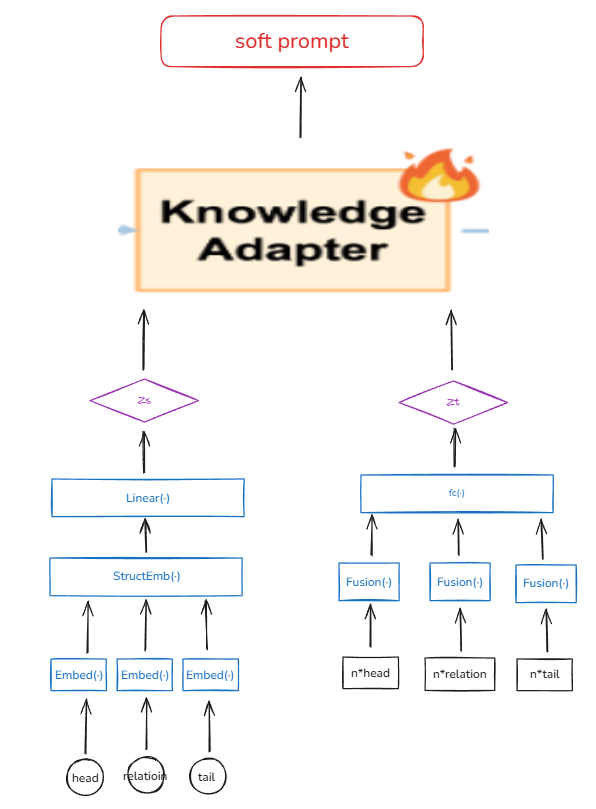 soft prompt
Knowledge
Adapter
Zs
Zt
Linear(·)
fc(·)
StructEmb(·)
Fusion(·)
Fusion(·)
Fusion(·)
Embed(·)
Embed(·)
Embed(·)
n*head
n*relation
n*tail
head
relatioin
tail